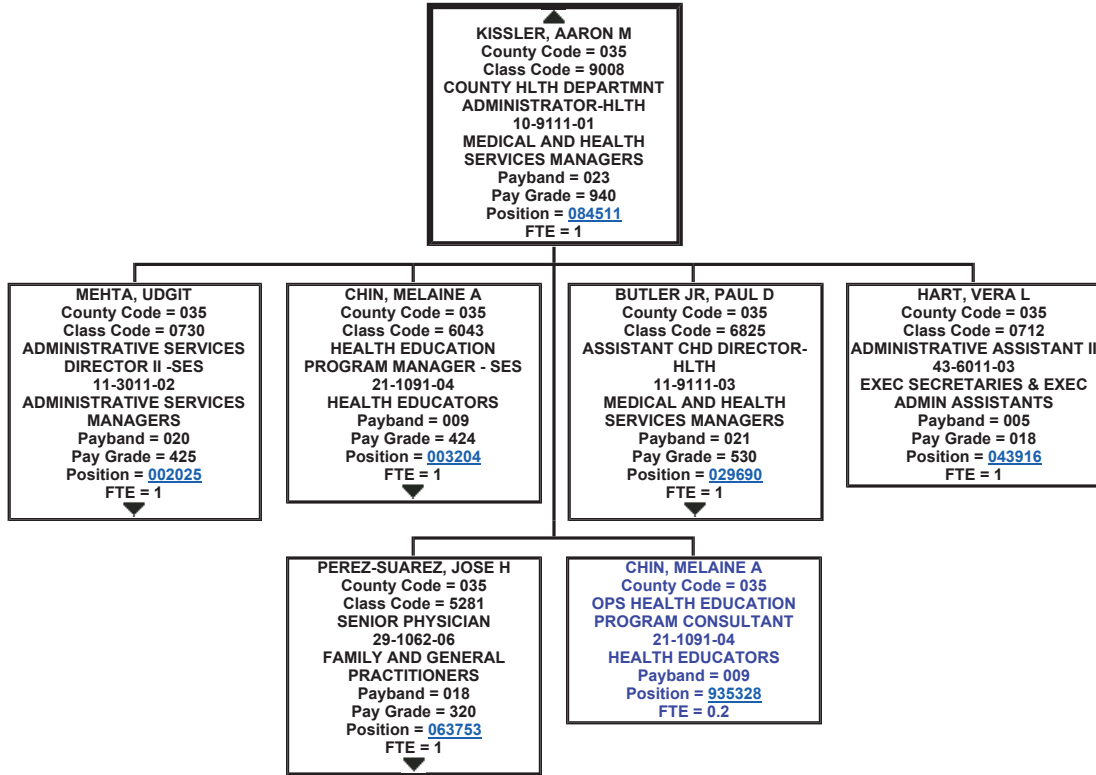 KISSLER, AARON M
County Code = 035
Class Code = 9008
COUNTY HLTH DEPARTMNT
ADMINISTRATOR-HLTH
10-9111-01
MEDICAL AND HEALTH
SERVICES MANAGERS
Payband = 023
Pay Grade = 940
Position = 084511
FTE = 1
MEHTA, UDGIT
County Code = 035
Class Code = 0730
ADMINISTRATIVE SERVICES
DIRECTOR II -SES
11-3011-02
ADMINISTRATIVE SERVICES
MANAGERS
Payband = 020
Pay Grade = 425
Position = 002025
FTE = 1
CHIN, MELAINE A
County Code = 035
Class Code = 6043
HEALTH EDUCATION
PROGRAM MANAGER - SES
21-1091-04
HEALTH EDUCATORS
Payband = 009
Pay Grade = 424
Position = 003204
FTE = 1
BUTLER JR, PAUL D
County Code = 035
Class Code = 6825
ASSISTANT CHD DIRECTOR-
HLTH
11-9111-03
MEDICAL AND HEALTH
SERVICES MANAGERS
Payband = 021
Pay Grade = 530
Position = 029690
FTE = 1
HART, VERA L
County Code = 035
Class Code = 0712
ADMINISTRATIVE ASSISTANT II
43-6011-03
EXEC SECRETARIES & EXEC
ADMIN ASSISTANTS
Payband = 005
Pay Grade = 018
Position = 043916
FTE = 1
PEREZ-SUAREZ, JOSE H
County Code = 035
Class Code = 5281
SENIOR PHYSICIAN
29-1062-06
FAMILY AND GENERAL
PRACTITIONERS
Payband = 018
Pay Grade = 320
Position = 063753
FTE = 1
CHIN, MELAINE A
County Code = 035
OPS HEALTH EDUCATION
PROGRAM CONSULTANT
21-1091-04
HEALTH EDUCATORS
Payband = 009
Position = 935328
FTE = 0.2